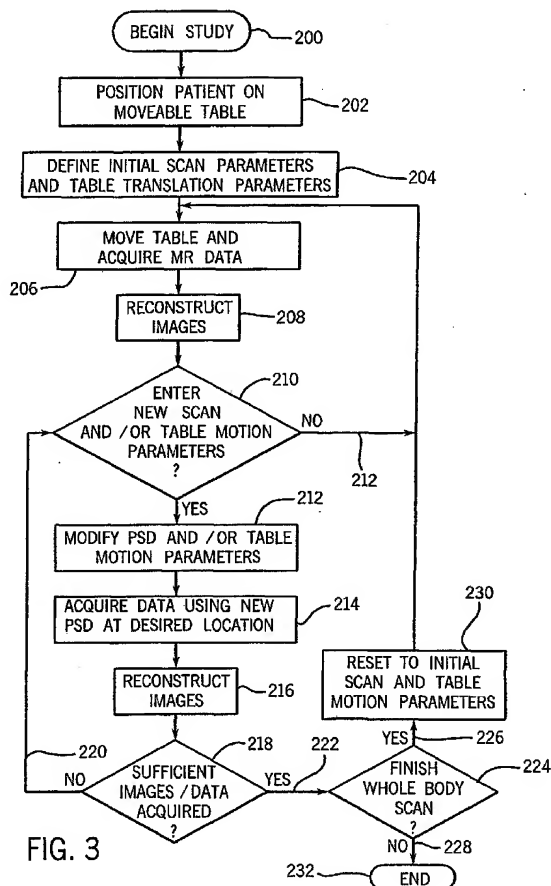 BEGIN STUDY
200
POSITION PATIENT ON
MOVEABLE TABLE
202
DEFINE INITIAL SCAN PARAMETERS
AND TABLE TRANSLATION PARAMETERS
204
MOVE TABLE AND
ACQUIRE MR DATA
206
RECONSTRUCT
IMAGES
208
210
ENTER
NEW SCAN
AND /OR TABLE MOTION
PARAMETERS
?
NO
212
YES
212
MODIFY PSD AND /OR TABLE
MOTION PARAMETERS
ACQUIRE DATA USING NEW
PSD AT DESIRED LOCATION
214
230
RECONSTRUCT
IMAGES
216
RESET TO INITIAL
SCAN AND TABLE
MOTION PARAMETERS
220
218
222
YES
226
224
NO
SUFFICIENT
IMAGES /DATA
ACQUIRED
?
YES
FINISH
WHOLE BODY
SCAN
?
NO
228
FIG. 3
232
END